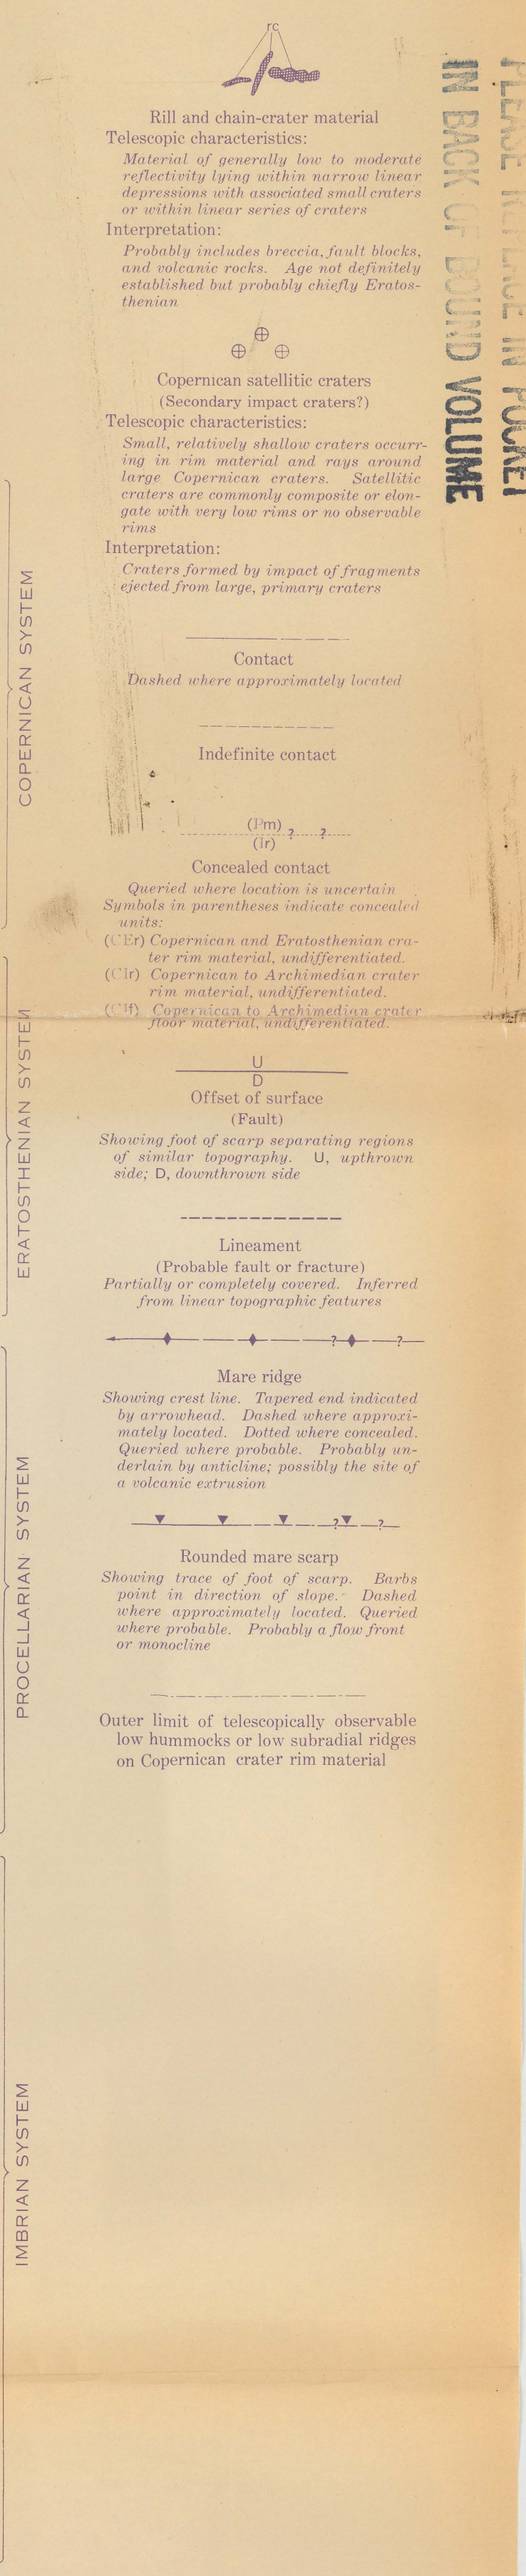 rc
Rill and chain-crater material
Telescopic characteristics:
Material of generally low to moderate
reflectivity lying within narrow linear
depressions with associated small craters
or within linear series of craters
Interpretation:
Probably includes breccia, fault blocks,
and volcanic rocks. Age not definitely
established but probably chiefly Eratos-
thenian
Copernican satellitic craters
(Secondary impact craters?)
Telescopic characteristics:
Small, relatively shallow craters occurr-
ing in rim material and rays around
large Copernican craters. Satellitic
craters are commonly composite or elon-
gate with very low rims or no observable
rims
Interpretation:
Craters formed by impact of fragments
ejected from large, primary craters
Contact
Dashed where approximately located
Indefinite contact
(Pm) ? ?
(Ir)
Concealed contact
Queried where location is uncertain
Symbols in parentheses indicate concealed
units:
(CEr) Copernican and Eratosthenian cra-
ter rim material, undifferentiated.
(CIr) Copernican to Archimedian crater
rim material, undifferentiated.
(CIf) Copernican to Archimedian crater
floor material, undifferentiated.
U
D
Offset of surface
(Fault)
Showing foot of scarp separating regions
of similar topography. U, upthrown
side; D, downthrown side
Lineament
(Probable fault or fracture)
Partially or completely covered. Inferred
from linear topographic features
? ?
Mare ridge
Showing crest line. Tapered end indicated
by arrowhead. Dashed where approxi-
mately located. Dotted where concealed.
Queried where probable. Probably un-
derlain by anticline; possibly the site of
a volcanic extrusion
? ?
Rounded mare scarp
Showing trace of foot of scarp. Barbs
point in direction of slope. Dashed
where approximately located. Queried
where probable. Probably a flow front
or monocline
Outer limit of telescopically observable
low hummocks or low subradial ridges
on Copernican crater rim material
COPERNICAN SYSTEM
ERATOSTHENIAN SYSTEM
PROCELLARIAN SYSTEM
IMBRIAN SYSTEM
PLEASE REPLACE IN POCKET
IN BACK OF BOUND VOLUME